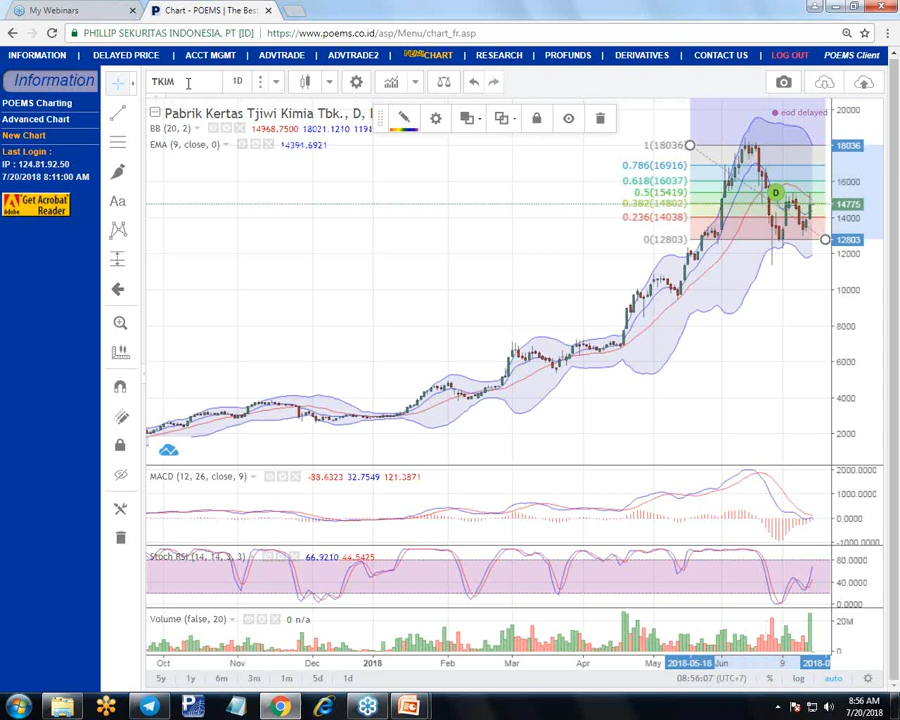 My Webinars
Chart - POEMS | The Bes
PHILLIP SEKURITAS INDONESIA, PT [ID]
https://www.poems.co.id/asp/Menu/chart_fr.asp
INFORMATION | DELAYED PRICE | ACCT MGMT | ADVTRADE | ADVTRADE2 | CHART | RESEARCH | PROFUNDS | DERIVATIVES | CONTACT US | LOG OUT POEMS Client
Information
POEMS Charting
Advanced Chart
New Chart
Last Login :
IP : 124.81.92.50
7/20/2018 8:11:00 AM
Get Acrobat
Reader
Adobe
TKIM
1D
Pabrik Kertas Tjiwi Kimia Tbk., D,
BB (20, 2) 14968.7500 18021.1210
EMA (9, close, 0) 14394.6921
eod delayed
1(18036)
0.786(16916)
0.618(16037)
0.5(15419)
0.382(14802)
0.236(14038)
0(12803)
D
20000
18036
16000
14775
14000
12803
12000
10000
8000
6000
4000
2000
MACD (12, 26, close, 9) -88.6323 32.7549 121.3871
2000.0000
1000.0000
0.0000
-1000.0000
Stoch RSI (14, 14, 3, 3) 66.9210 44.5425
80.0000
40.0000
0.0000
Volume (false, 20) 0 n/a
20M
0
Oct Nov Dec 2018 Feb Mar Apr May 2018-05-18 Jun 9 2018-0
5y 1y 6m 3m 1m 5d 1d
08:56:07 (UTC+7) % log auto
8:56 AM
7/20/2018